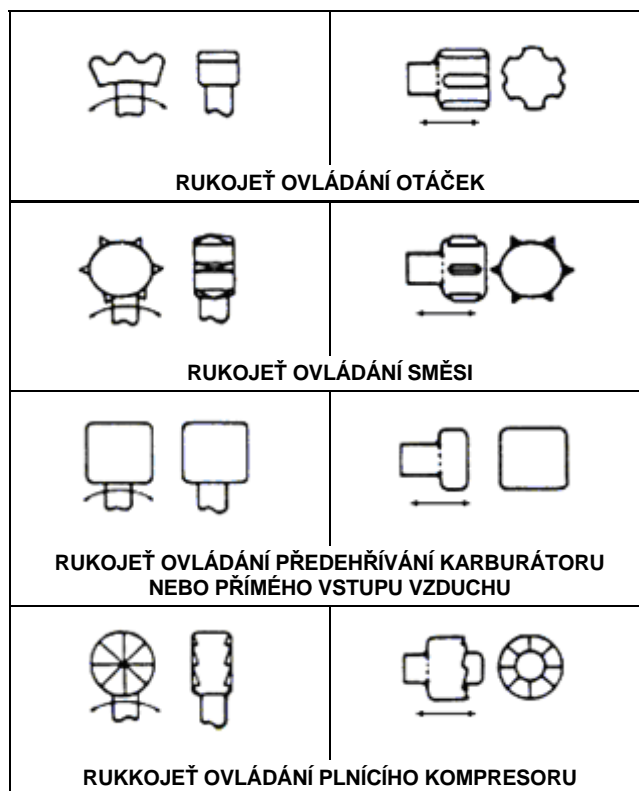 RUKOJEŤ OVLÁDÁNÍ OTÁČEK
RUKOJEŤ OVLÁDÁNÍ SMĚSI
RUKOJEŤ OVLÁDÁNÍ PŘEDEHŘÍVÁNÍ KARBURÁTORU
NEBO PŘÍMÉHO VSTUPU VZDUCHU
RUKKOJEŤ OVLÁDÁNÍ PLNÍCÍHO KOMPRESORU